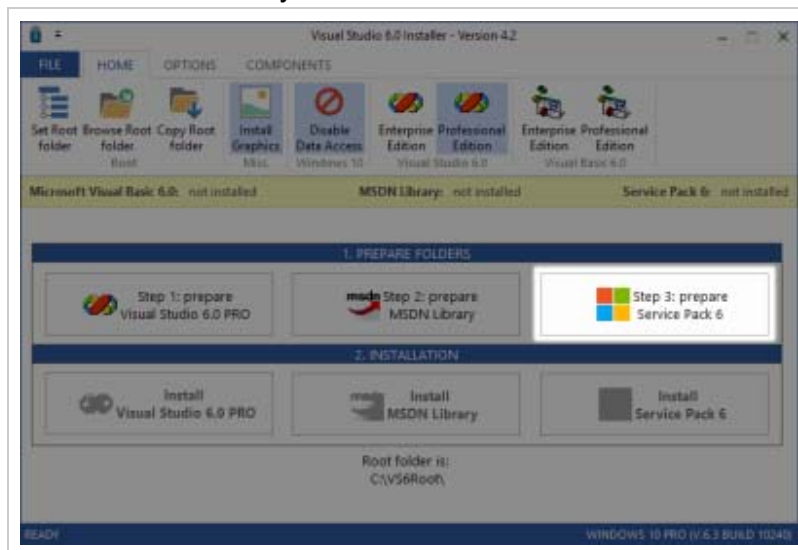 Visual Studio 6.0 Installer - Version 4.2
FILE HOME OPTIONS COMPONENTS
Set Root folder
Browse Root folder
Copy Root folder
Install Graphics
Disable Data Access
Enterprise Edition
Professional Edition
Enterprise Edition
Professional Edition
Root Misc. Windows 10 Visual Studio 6.0 Visual Basic 6.0
Microsoft Visual Basic 6.0: not installed MSDN Library: not installed Service Pack 6: not installed
1. PREPARE FOLDERS
Step 1: prepare
Visual Studio 6.0 PRO
msdn Step 2: prepare
MSDN Library
Step 3: prepare
Service Pack 6
2. INSTALLATION
Install
Visual Studio 6.0 PRO
msdn Install
MSDN Library
Install
Service Pack 6
Root folder is:
C:\VS6Root\
READY WINDOWS 10 PRO (V.6.3 BUILD 10240)